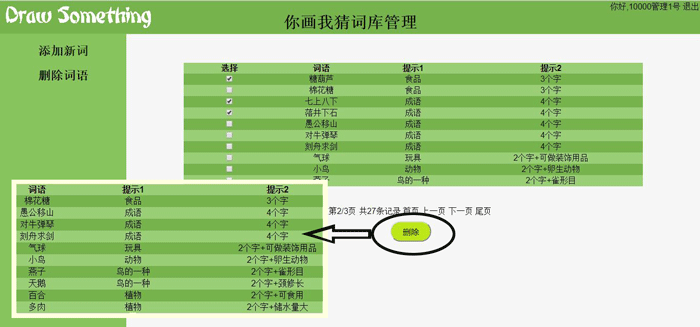 Draw Something
你画我猜词库管理
你好,10000管理1号 退出
添加新词
删除词语
选择 词语 提示1 提示2
糖葫芦 食品 3个字
棉花糖 食品 3个字
七上八下 成语 4个字
落井下石 成语 4个字
愚公移山 成语 4个字
对牛弹琴 成语 4个字
刻舟求剑 成语 4个字
气球 玩具 2个字+可做装饰用品
小鸟 动物 2个字+卵生动物
燕子 鸟的一种 2个字+雀形目
第2/3页 共27条记录 首页 上一页 下一页 尾页
删除
词语 提示1 提示2
棉花糖 食品 3个字
愚公移山 成语 4个字
对牛弹琴 成语 4个字
刻舟求剑 成语 4个字
气球 玩具 2个字+可做装饰用品
小鸟 动物 2个字+卵生动物
燕子 鸟的一种 2个字+雀形目
天鹅 鸟的一种 2个字+颈修长
百合 植物 2个字+可食用
多肉 植物 2个字+储水量大